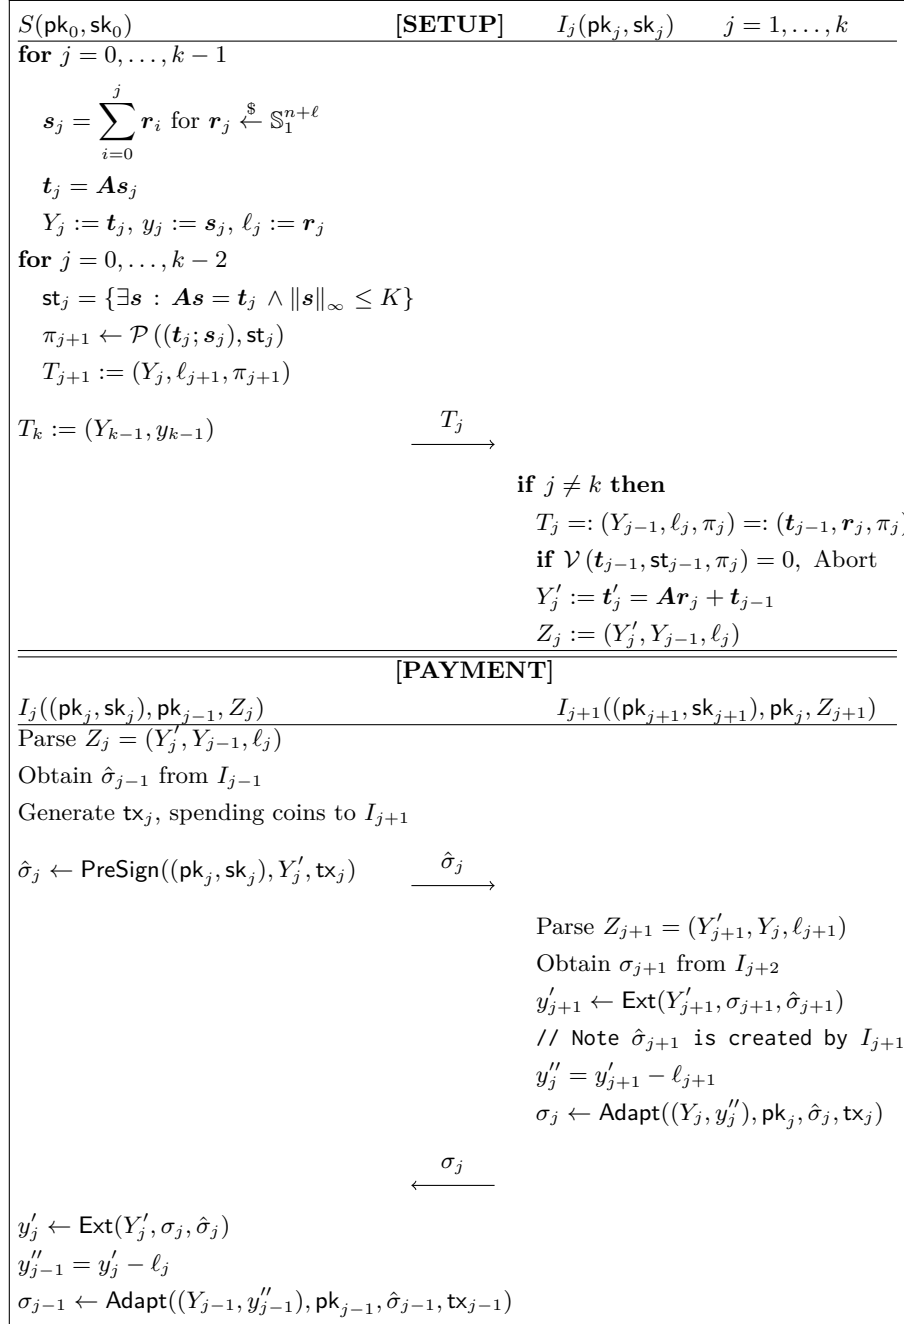 S(pk₀, sk₀) [SETUP] I_j(pk_j, sk_j) j = 1, . . . , k
for j = 0, . . . , k − 1
s_j = ∑_{i=0}^{j} r_i for r_j ←$ 𝕊₁^{n+ℓ}
t_j = As_j
Y_j := t_j, y_j := s_j, ℓ_j := r_j
for j = 0, . . . , k − 2
st_j = {∃s : As = t_j ∧ ‖s‖_∞ ≤ K}
π_{j+1} ← 𝒫 ((t_j; s_j), st_j)
T_{j+1} := (Y_j, ℓ_{j+1}, π_{j+1})
T_k := (Y_{k−1}, y_{k−1}) T_j
if j ≠ k then
T_j =: (Y_{j−1}, ℓ_j, π_j) =: (t_{j−1}, r_j, π_j)
if 𝒱 (t_{j−1}, st_{j−1}, π_j) = 0, Abort
Y′_j := t′_j = Ar_j + t_{j−1}
Z_j := (Y′_j, Y_{j−1}, ℓ_j)
[PAYMENT]
I_j((pk_j, sk_j), pk_{j−1}, Z_j) I_{j+1}((pk_{j+1}, sk_{j+1}), pk_j, Z_{j+1})
Parse Z_j = (Y′_j, Y_{j−1}, ℓ_j)
Obtain σ̂_{j−1} from I_{j−1}
Generate tx_j, spending coins to I_{j+1}
σ̂_j ← PreSign((pk_j, sk_j), Y′_j, tx_j) σ̂_j
Parse Z_{j+1} = (Y′_{j+1}, Y_j, ℓ_{j+1})
Obtain σ_{j+1} from I_{j+2}
y′_{j+1} ← Ext(Y′_{j+1}, σ_{j+1}, σ̂_{j+1})
// Note σ̂_{j+1} is created by I_{j+1}
y″_j = y′_{j+1} − ℓ_{j+1}
σ_j ← Adapt((Y_j, y″_j), pk_j, σ̂_j, tx_j)
σ_j
y′_j ← Ext(Y′_j, σ_j, σ̂_j)
y″_{j−1} = y′_j − ℓ_j
σ_{j−1} ← Adapt((Y_{j−1}, y″_{j−1}), pk_{j−1}, σ̂_{j−1}, tx_{j−1})